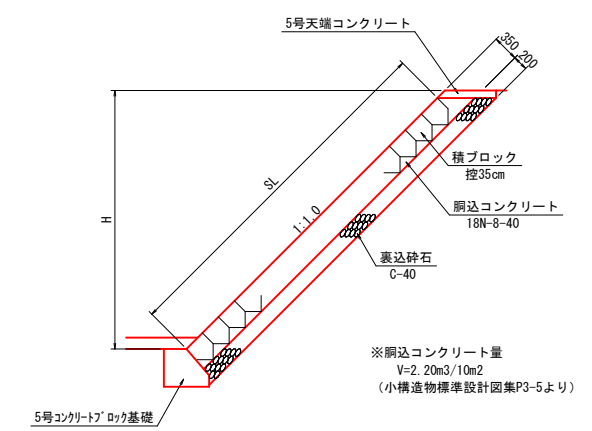 5号天端コンクリート
350
200
SL
積ブロック
控35cm
H
1:1.0
胴込コンクリート
18N-8-40
裏込砕石
C-40
※胴込コンクリート量
V=2.20m3/10m2
(小構造物標準設計図集P3-5より)
5号コンクリートブロック基礎